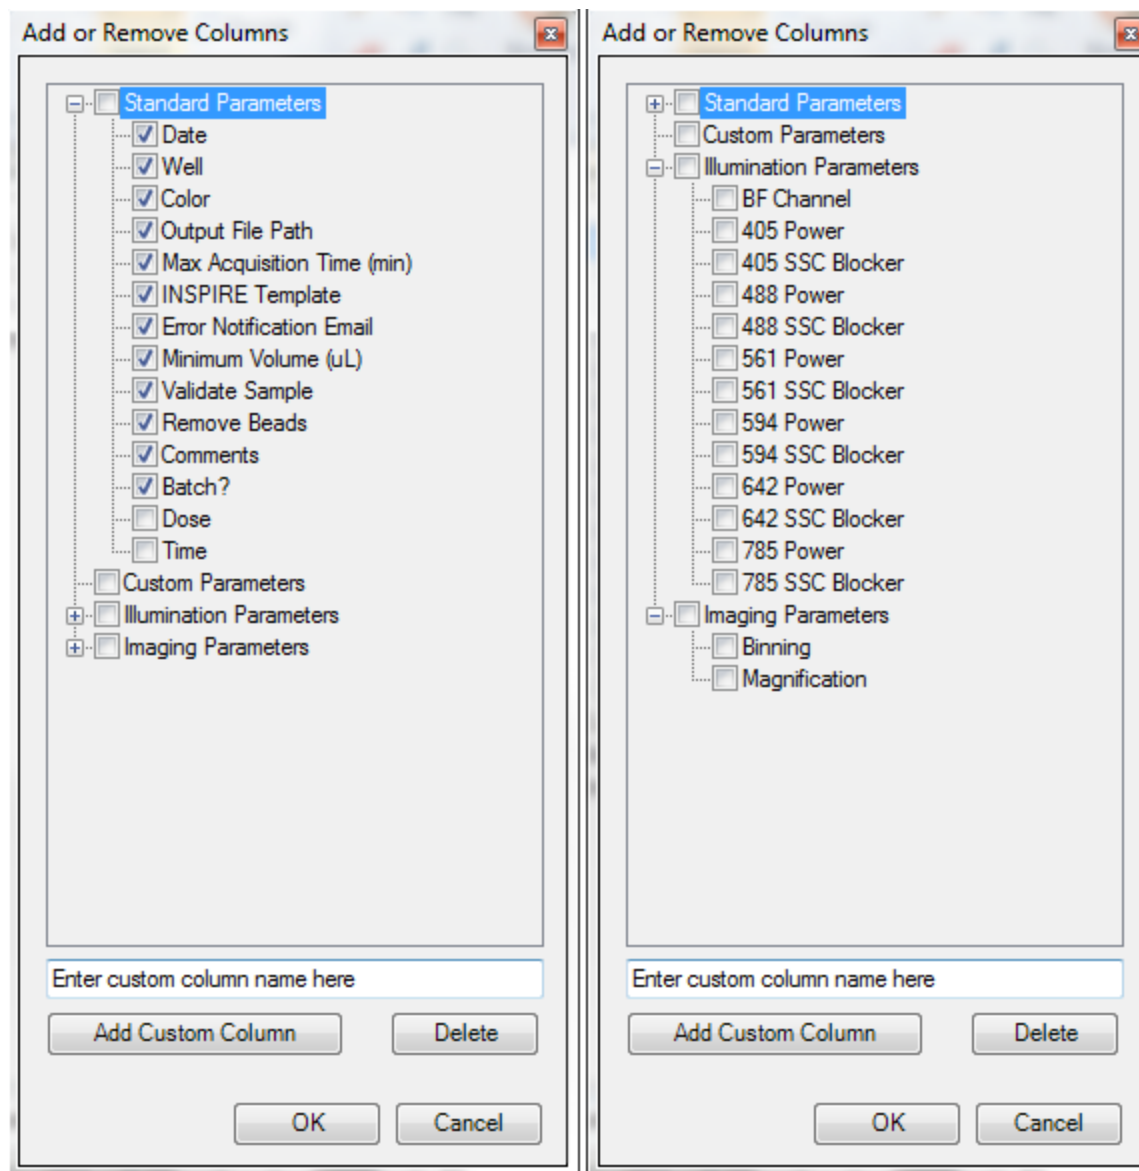 Add or Remove Columns
Standard Parameters
Date
Well
Color
Output File Path
Max Acquisition Time (min)
INSPIRE Template
Error Notification Email
Minimum Volume (uL)
Validate Sample
Remove Beads
Comments
Batch?
Dose
Time
Custom Parameters
Illumination Parameters
Imaging Parameters
Enter custom column name here
Add Custom Column
Delete
OK
Cancel
Add or Remove Columns
Standard Parameters
Custom Parameters
Illumination Parameters
BF Channel
405 Power
405 SSC Blocker
488 Power
488 SSC Blocker
561 Power
561 SSC Blocker
594 Power
594 SSC Blocker
642 Power
642 SSC Blocker
785 Power
785 SSC Blocker
Imaging Parameters
Binning
Magnification
Enter custom column name here
Add Custom Column
Delete
OK
Cancel